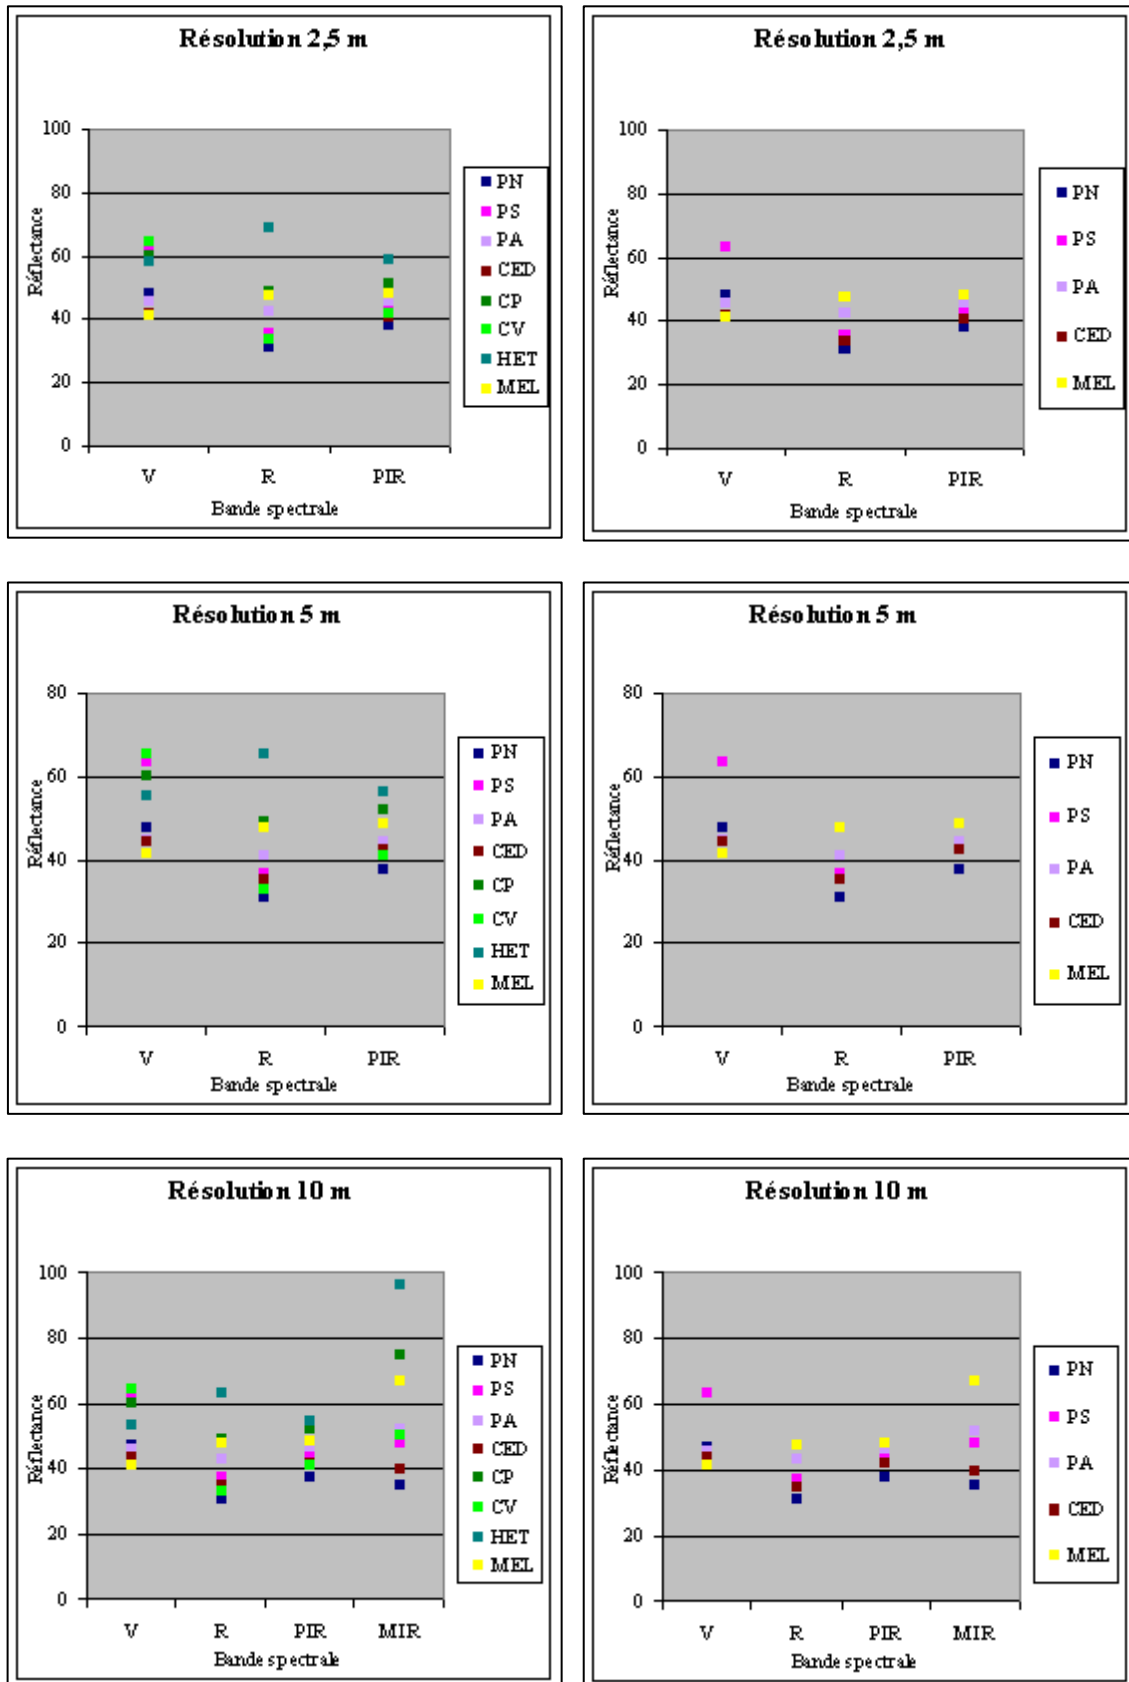 Résolution 2,5 m
100
80
60
40
20
0
Réflectance
V R PIR
Bande spectrale
PN
PS
PA
CED
CP
CV
HET
MEL
Résolution 2,5 m
100
80
60
40
20
0
Réflectance
V R PIR
Bande spectrale
PN
PS
PA
CED
MEL
Résolution 5 m
80
60
40
20
0
Réflectance
V R PIR
Bande spectrale
PN
PS
PA
CED
CP
CV
HET
MEL
Résolution 5 m
80
60
40
20
0
Réflectance
V R PIR
Bande spectrale
PN
PS
PA
CED
MEL
Résolution 10 m
100
80
60
40
20
0
Réflectance
V R PIR MIR
Bande spectrale
PN
PS
PA
CED
CP
CV
HET
MEL
Résolution 10 m
100
80
60
40
20
0
Réflectance
V R PIR MIR
Bande spectrale
PN
PS
PA
CED
MEL